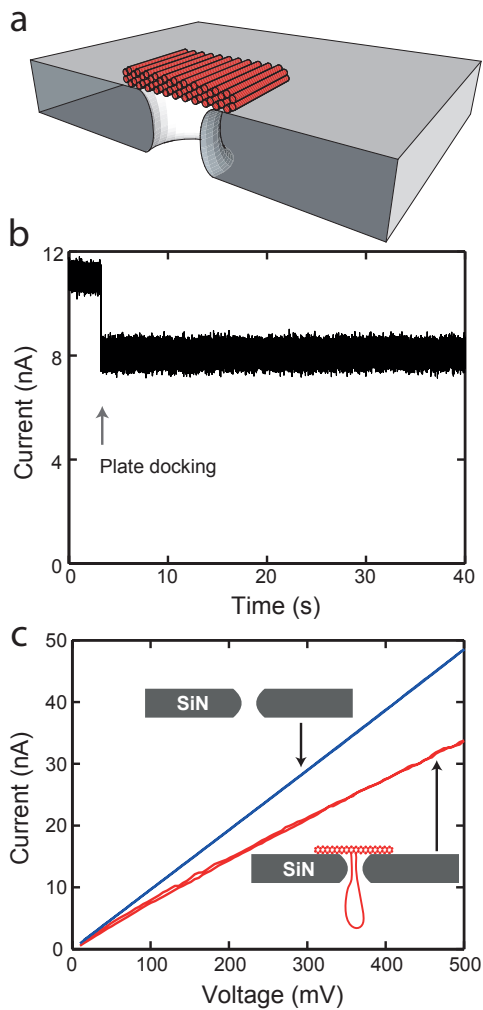 a
b
12
8
4
0
Current (nA)
Plate docking
0 10 20 30 40
Time (s)
c
50
40
30
20
10
0
Current (nA)
SiN
SiN
0 100 200 300 400 500
Voltage (mV)